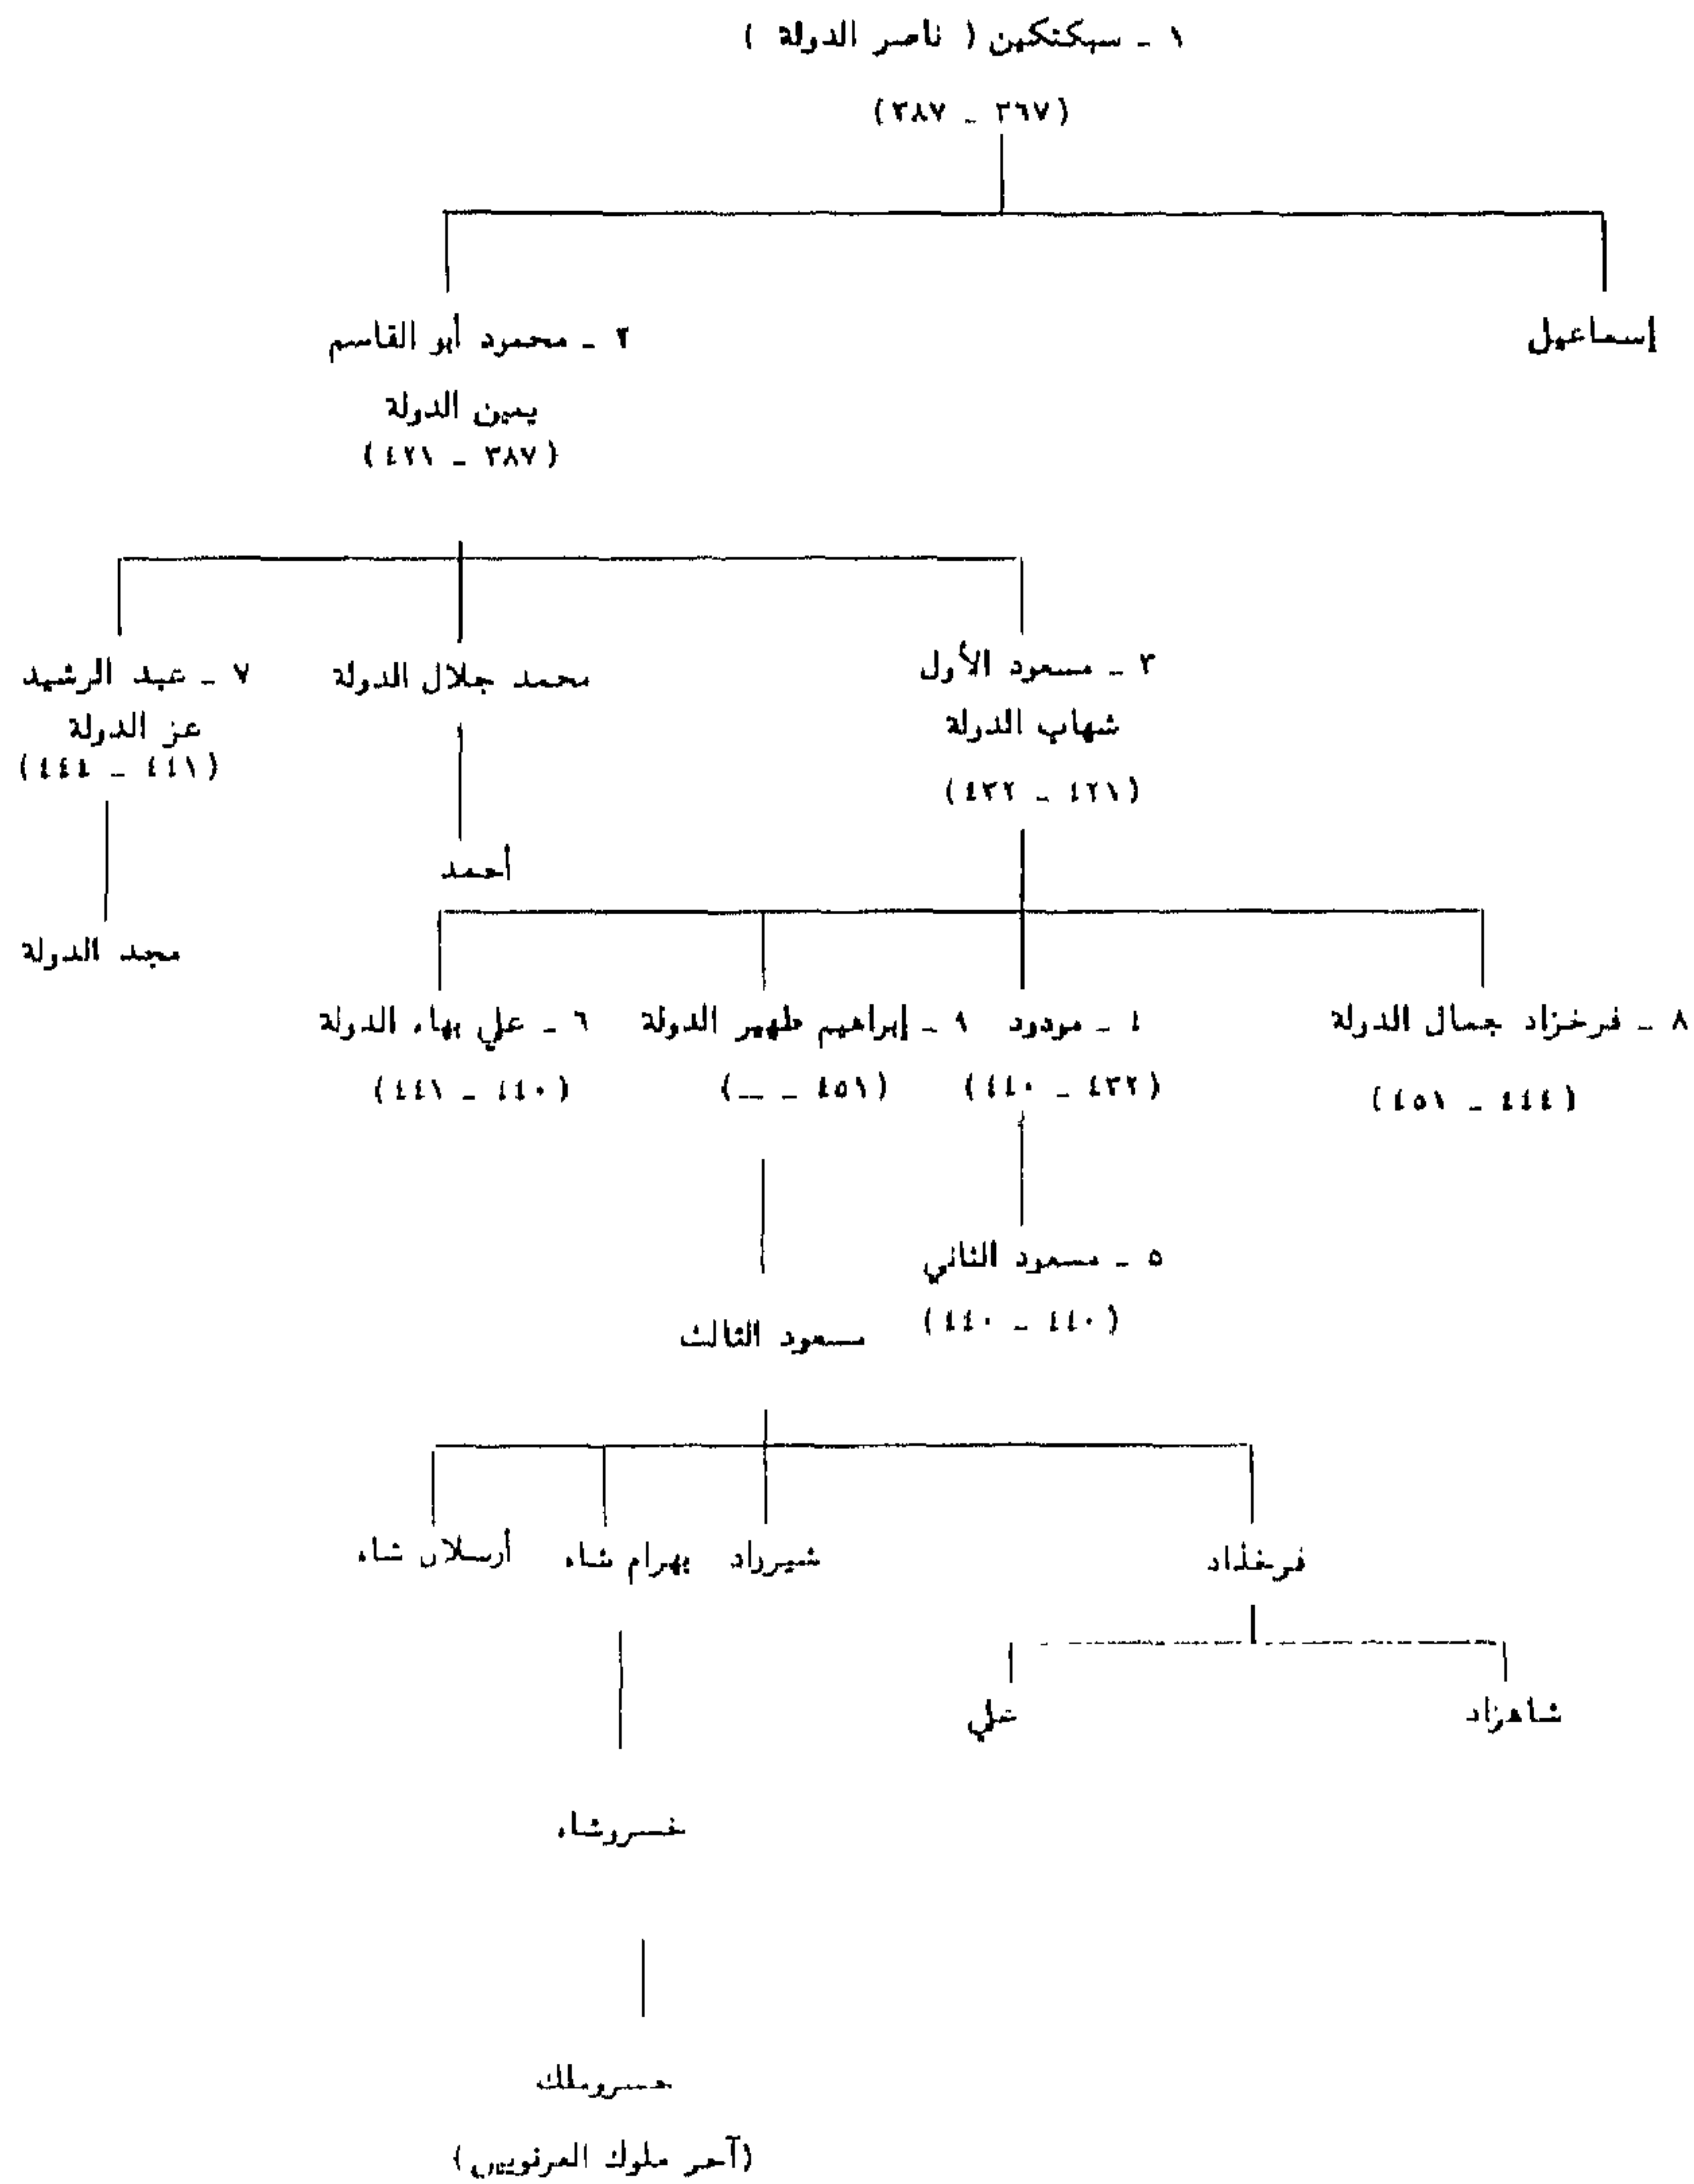 ١ - سبكتكين ( ناصر الدولة )
(٣٦٧ - ٣٨٧)
إسماعيل
٢ - محمود أبو القاسم
يمين الدولة
(٣٨٧ - ٤٢١)
٣ - مسعود الأول
شهاب الدولة
(٤٢١ - ٤٣٢)
محمد جلال الدولة
٧ - عبد الرشيد
عز الدولة
(٤٤١ - ٤٤٤)
أحمد
مجد الدولة
٨ - فرخزاد جمال الدولة
(٤٤٤ - ٤٥١)
٤ - مودود
(٤٣٢ - ٤٤٠)
٩ - إبراهيم ظهير الدولة
(٤٥١ - __)
٦ - علي بهاء الدولة
(٤٤٠ - ٤٤١)
٥ - مسعود الثاني
(٤٤٠ - ٤٤٠)
مسعود الثالث
فرخذاد
شيرزاد
بهرام شاه
أرسلان شاه
شاهزاد
علي
خسروشاه
خسروملك
(آخر ملوك الغزنويين)